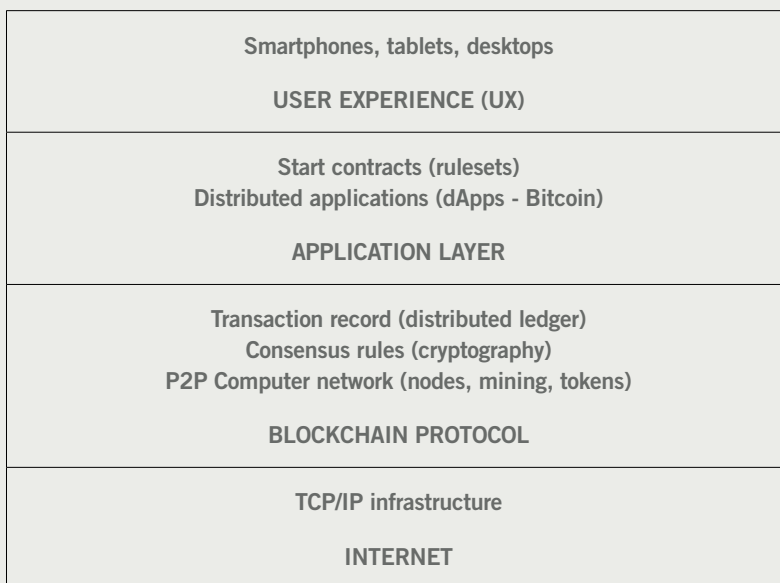 Smartphones, tablets, desktops
USER EXPERIENCE (UX)
Start contracts (rulesets)
Distributed applications (dApps - Bitcoin)
APPLICATION LAYER
Transaction record (distributed ledger)
Consensus rules (cryptography)
P2P Computer network (nodes, mining, tokens)
BLOCKCHAIN PROTOCOL
TCP/IP infrastructure
INTERNET